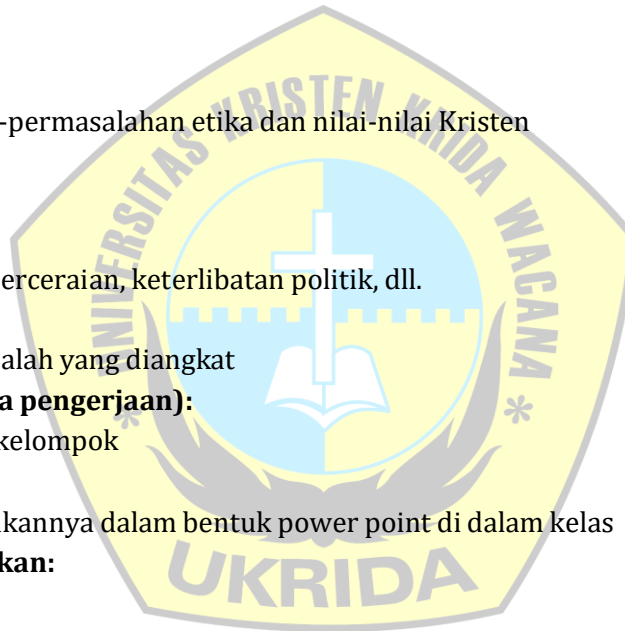 -permasalahan etika dan nilai-nilai Kristen
erceraian, keterlibatan politik, dll.
alah yang diangkat
a pengerjaan):
kelompok
kannya dalam bentuk power point di dalam kelas
kan:
UNIVERSITAS KRISTEN KRIDA WACANA
UKRIDA